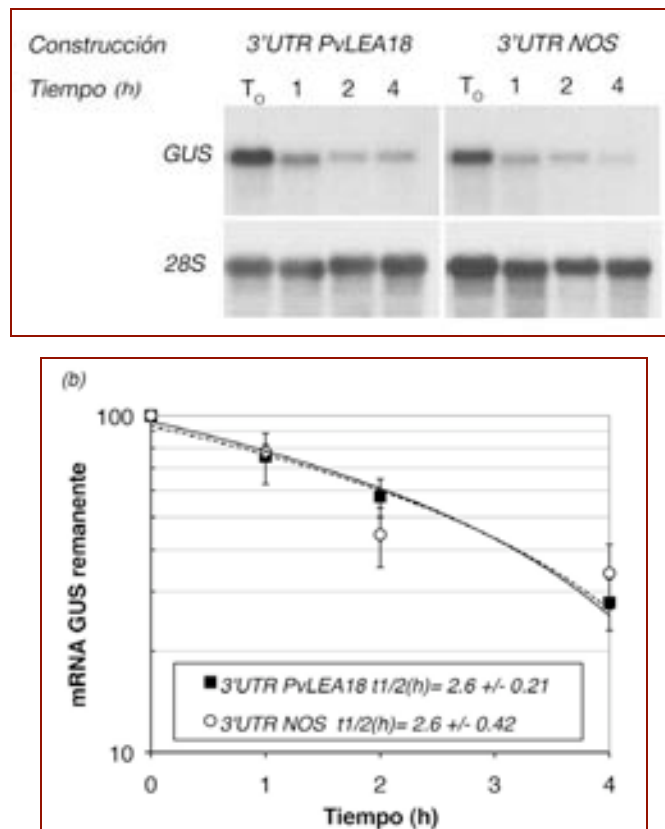 Construcción 3'UTR PvLEA18 3'UTR NOS
Tiempo (h) To 1 2 4 To 1 2 4
GUS
28S
(b)
100
10
mRNA GUS remanente
■ 3'UTR PvLEA18 t1/2(h)= 2.6 +/- 0.21
○ 3'UTR NOS t1/2(h)= 2.6 +/- 0.42
0 1 2 3 4
Tiempo (h)